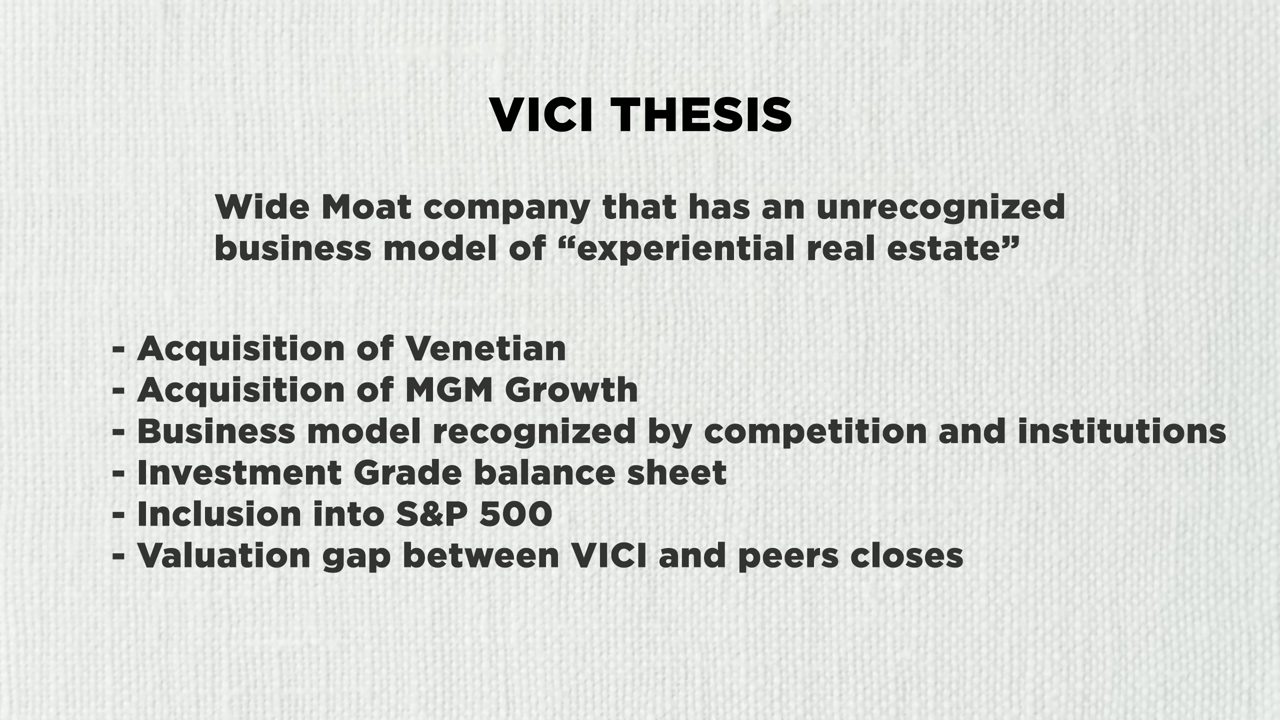 VICI THESIS
Wide Moat company that has an unrecognized
business model of “experiential real estate”
- Acquisition of Venetian
- Acquisition of MGM Growth
- Business model recognized by competition and institutions
- Investment Grade balance sheet
- Inclusion into S&P 500
- Valuation gap between VICI and peers closes